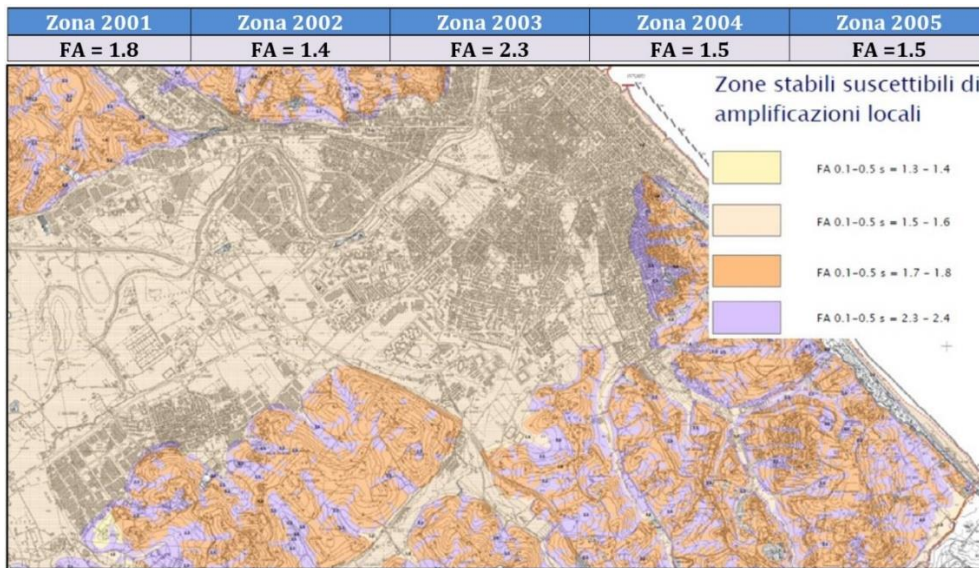 Zona 2001 Zona 2002 Zona 2003 Zona 2004 Zona 2005
FA = 1.8 FA = 1.4 FA = 2.3 FA = 1.5 FA =1.5
Zone stabili suscettibili di
amplificazioni locali
FA 0.1-0.5 s = 1.3 - 1.4
FA 0.1-0.5 s = 1.5 - 1.6
FA 0.1-0.5 s = 1.7 - 1.8
FA 0.1-0.5 s = 2.3 - 2.4